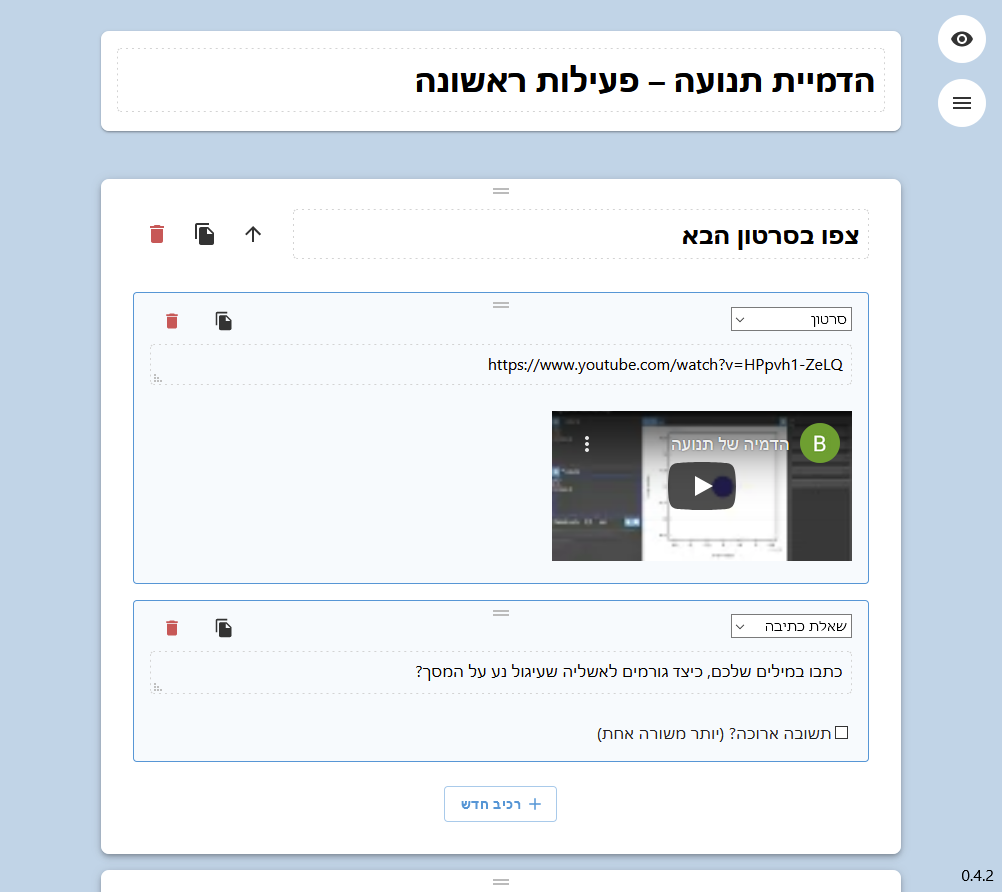 הדמיית תנועה – פעילות ראשונה
צפו בסרטון הבא
סרטון
https://www.youtube.com/watch?v=HPpvh1-ZeLQ
הדמיה של תנועה
B
שאלת כתיבה
כתבו במילים שלכם, כיצד גורמים לאשליה שעיגול נע על המסך?
תשובה ארוכה? (יותר משורה אחת)
+ רכיב חדש
0.4.2